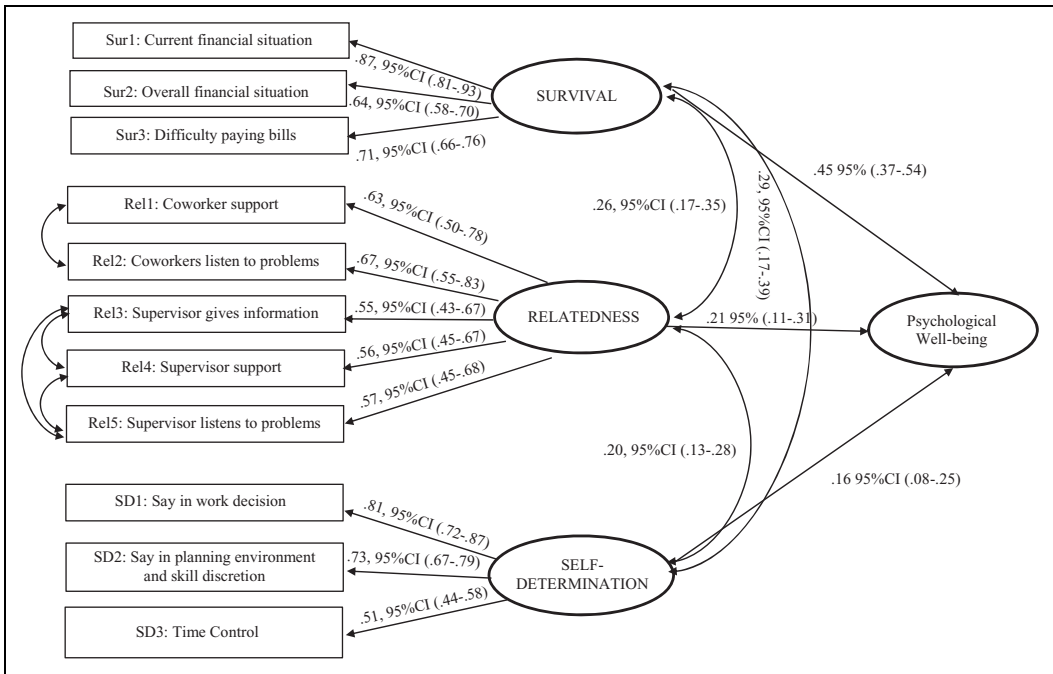 Sur1: Current financial situation
.87, 95%CI (.81-.93)
Sur2: Overall financial situation
.64, 95%CI (.58-.70)
Sur3: Difficulty paying bills
.71, 95%CI (.66-.76)
SURVIVAL
.45 95% (.37-.54)
.26, 95%CI (.17-.35)
.29, 95%CI (.17-.39)
Rel1: Coworker support
.63, 95%CI (.50-.78)
Rel2: Coworkers listen to problems
.67, 95%CI (.55-.83)
Rel3: Supervisor gives information
.55, 95%CI (.43-.67)
Rel4: Supervisor support
.56, 95%CI (.45-.67)
Rel5: Supervisor listens to problems
.57, 95%CI (.45-.68)
RELATEDNESS
.21 95% (.11-.31)
Psychological
Well-being
.20, 95%CI (.13-.28)
.16 95%CI (.08-.25)
SD1: Say in work decision
.81, 95%CI (.72-.87)
SD2: Say in planning environment
and skill discretion
.73, 95%CI (.67-.79)
SD3: Time Control
.51, 95%CI (.44-.58)
SELF-
DETERMINATION